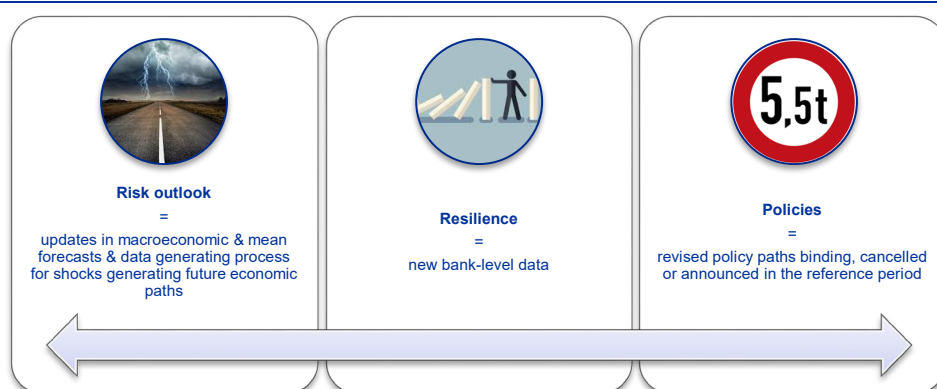 Risk outlook
=
updates in macroeconomic & mean
forecasts & data generating process
for shocks generating future economic
paths
Resilience
=
new bank-level data
5,5t
Policies
=
revised policy paths binding, cancelled
or announced in the reference period